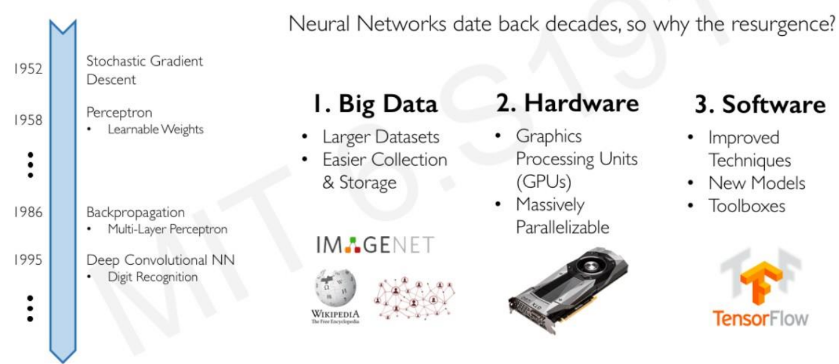 Neural Networks date back decades, so why the resurgence?
1952
Stochastic Gradient
Descent
1958
Perceptron
• Learnable Weights
1986
Backpropagation
• Multi-Layer Perceptron
1995
Deep Convolutional NN
• Digit Recognition
1. Big Data
• Larger Datasets
• Easier Collection
& Storage
IMAGENET
WIKIPEDIA
The Free Encyclopedia
2. Hardware
• Graphics
Processing Units
(GPUs)
• Massively
Parallelizable
3. Software
• Improved
Techniques
• New Models
• Toolboxes
TensorFlow
MIT 6.S191